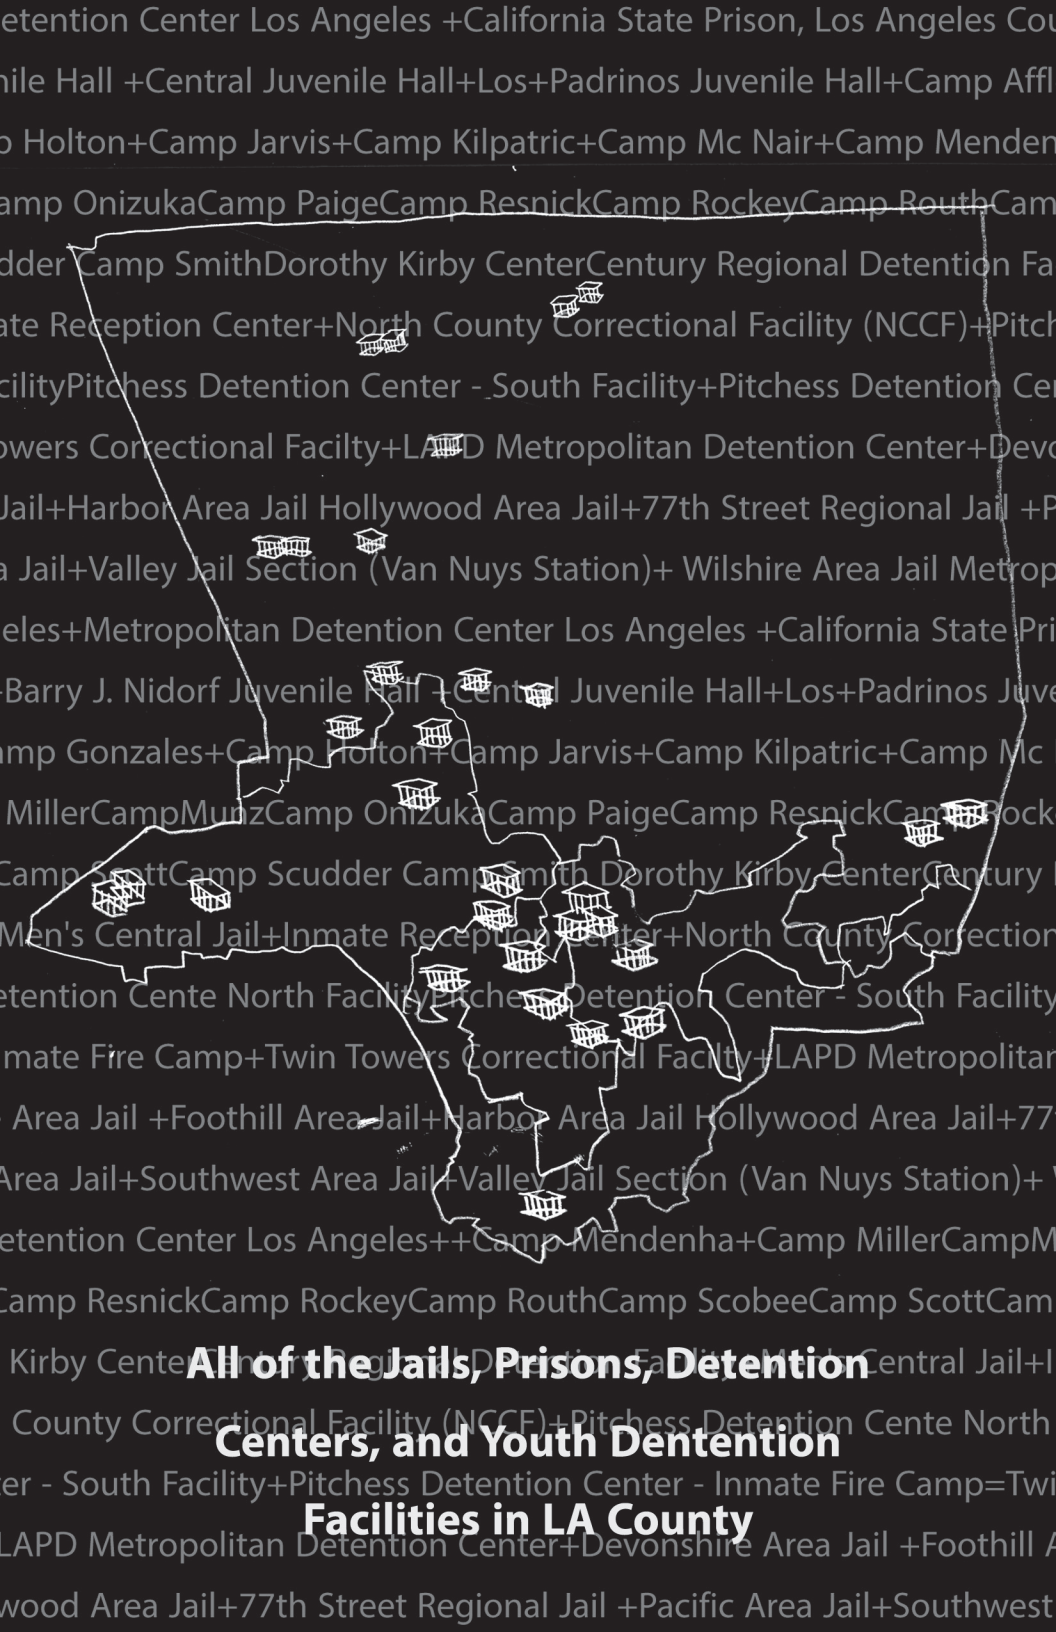 etention Center Los Angeles +California State Prison, Los Angeles Cou
nile Hall +Central Juvenile Hall+Los+Padrinos Juvenile Hall+Camp Affl
p Holton+Camp Jarvis+Camp Kilpatric+Camp Mc Nair+Camp Menden
amp OnizukaCamp PaigeCamp ResnickCamp RockeyCamp RouthCam
dder Camp SmithDorothy Kirby CenterCentury Regional Detention Fa
ate Reception Center+North County Correctional Facility (NCCF)+Pitch
cilityPitchess Detention Center - South Facility+Pitchess Detention Cen
owers Correctional Facilty+LAPD Metropolitan Detention Center+Devo
Jail+Harbor Area Jail Hollywood Area Jail+77th Street Regional Jail +P
a Jail+Valley Jail Section (Van Nuys Station)+ Wilshire Area Jail Metrop
eles+Metropolitan Detention Center Los Angeles +California State Pri
+Barry J. Nidorf Juvenile Hall +Central Juvenile Hall+Los+Padrinos Juve
amp Gonzales+Camp Holton+Camp Jarvis+Camp Kilpatric+Camp Mc
MillerCampMunzCamp OnizukaCamp PaigeCamp ResnickCamp Rock
Camp ScottCamp Scudder Camp Smith Dorothy Kirby CenterCentury
Men's Central Jail+Inmate Reception Center+North County Correction
etention Cente North FacilityPitchess Detention Center - South Facility
nmate Fire Camp+Twin Towers Correctional Facilty+LAPD Metropolitan
e Area Jail +Foothill Area Jail+Harbor Area Jail Hollywood Area Jail+77
Area Jail+Southwest Area Jail+Valley Jail Section (Van Nuys Station)+
etention Center Los Angeles++Camp Mendenha+Camp MillerCampM
Camp ResnickCamp RockeyCamp RouthCamp ScobeeCamp ScottCam
Kirby CenterCentury Regional Detention Facility+Men's Central Jail+I
All of the Jails, Prisons, Detention
County Correctional Facility (NCCF)+Pitchess Detention Cente North
Centers, and Youth Dentention
ter - South Facility+Pitchess Detention Center - Inmate Fire Camp=Twi
Facilities in LA County
LAPD Metropolitan Detention Center+Devonshire Area Jail +Foothill A
wood Area Jail+77th Street Regional Jail +Pacific Area Jail+Southwest